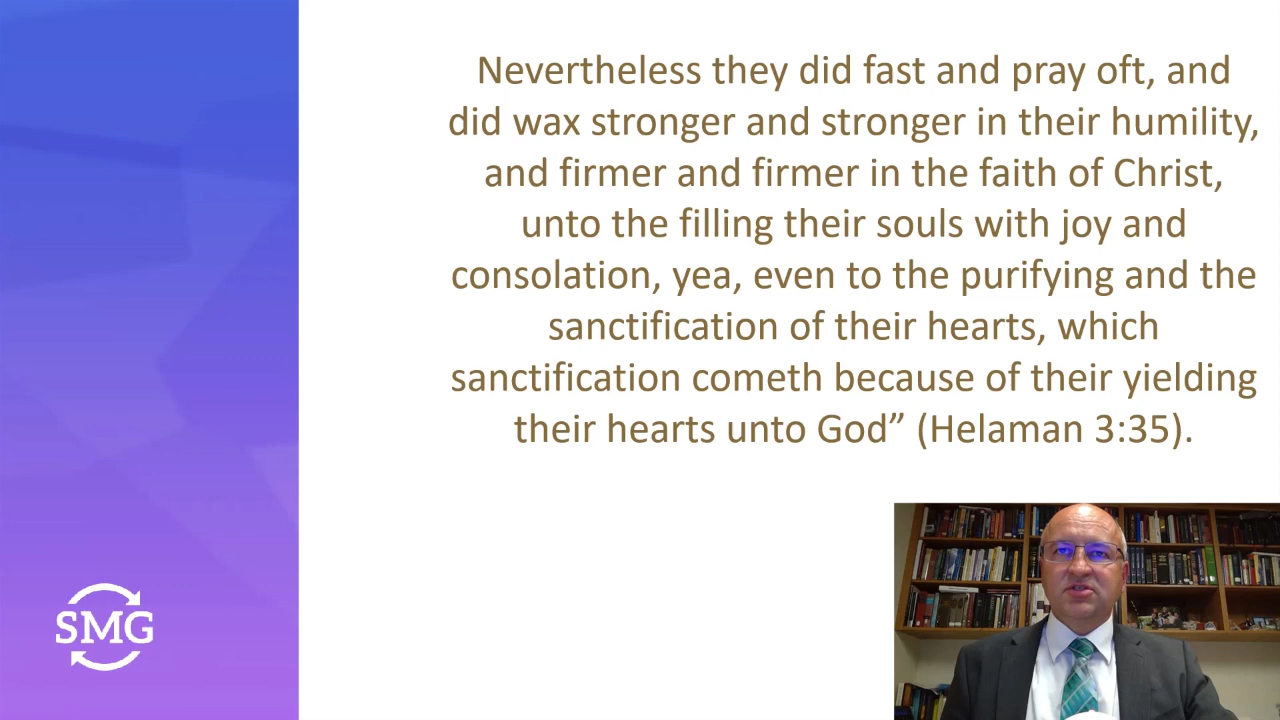 Nevertheless they did fast and pray oft, and
did wax stronger and stronger in their humility,
and firmer and firmer in the faith of Christ,
unto the filling their souls with joy and
consolation, yea, even to the purifying and the
sanctification of their hearts, which
sanctification cometh because of their yielding
their hearts unto God” (Helaman 3:35).
SMG